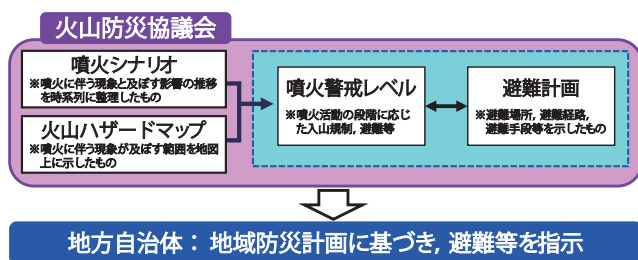 火山防災協議会
噴火シナリオ
※噴火に伴う現象と及ぼす影響の推移
を時系列に整理したもの
火山ハザードマップ
※噴火に伴う現象が及ぼす範囲を地図
上に示したもの
噴火警戒レベル
※噴火活動の段階に応じ
た入山規制, 避難等
避難計画
※避難場所, 避難経路,
避難手段等を示したもの
地方自治体： 地域防災計画に基づき, 避難等を指示